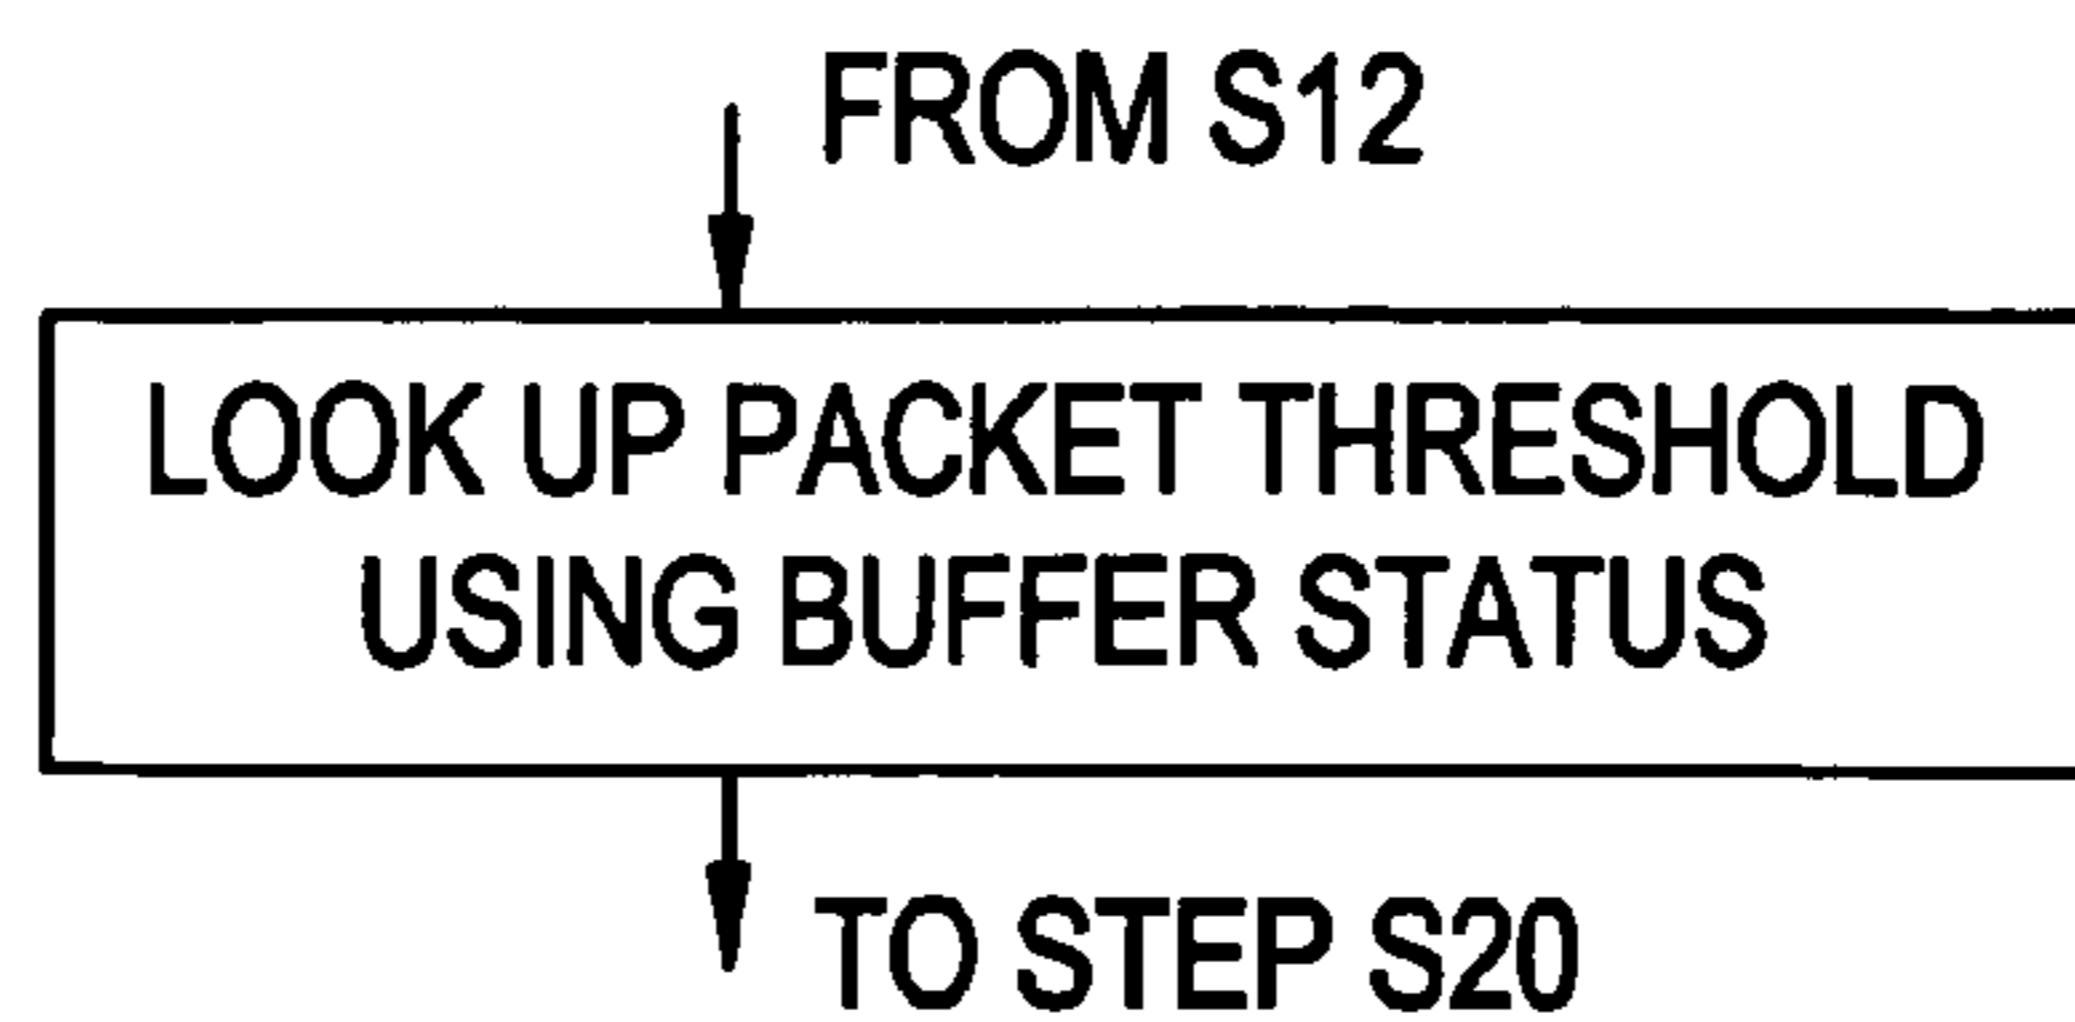 FROM S12
LOOK UP PACKET THRESHOLD
USING BUFFER STATUS
TO STEP S20